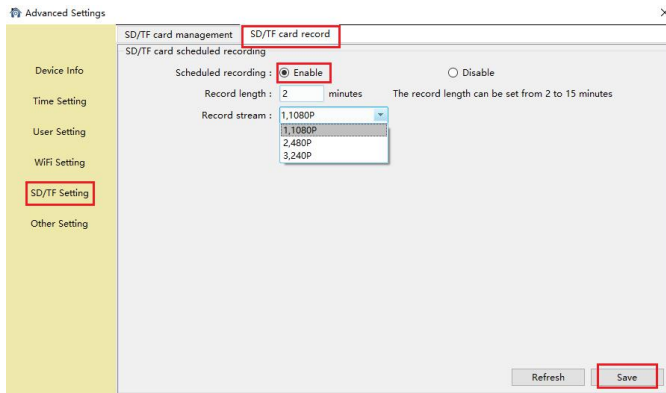 Advanced Settings
SD/TF card management SD/TF card record
SD/TF card scheduled recording
Device Info
Time Setting
User Setting
WiFi Setting
SD/TF Setting
Other Setting
Scheduled recording : Enable Disable
Record length : 2 minutes The record length can be set from 2 to 15 minutes
Record stream : 1,1080P
1,1080P
2,480P
3,240P
Refresh Save